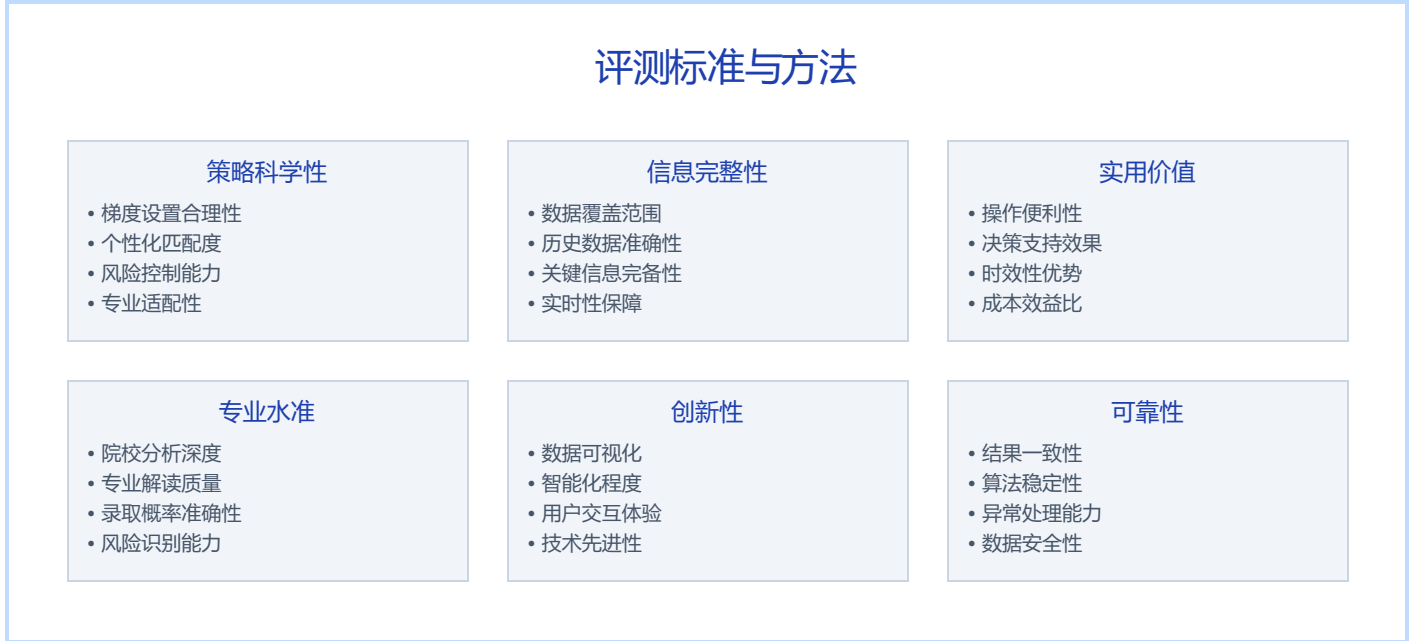 评测标准与方法
策略科学性
• 梯度设置合理性
• 个性化匹配度
• 风险控制能力
• 专业适配性
信息完整性
• 数据覆盖范围
• 历史数据准确性
• 关键信息完备性
• 实时性保障
实用价值
• 操作便利性
• 决策支持效果
• 时效性优势
• 成本效益比
专业水准
• 院校分析深度
• 专业解读质量
• 录取概率准确性
• 风险识别能力
创新性
• 数据可视化
• 智能化程度
• 用户交互体验
• 技术先进性
可靠性
• 结果一致性
• 算法稳定性
• 异常处理能力
• 数据安全性